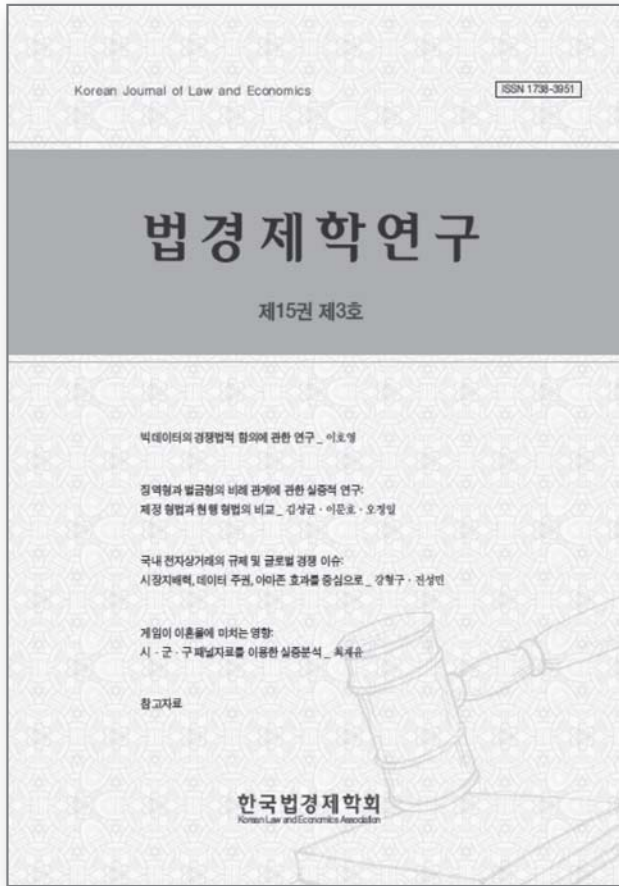 Korean Journal of Law and Economics
ISSN 1738-3951
법경제학연구
제15권 제3호
빅데이터의 경쟁법적 함의에 관한 연구 _ 이호영
징역형과 벌금형의 비례 관계에 관한 실증적 연구:
제정 형법과 현행 형법의 비교 _ 김성균 · 이문호 · 오정일
국내 전자상거래의 규제 및 글로벌 경쟁 이슈:
시장지배력, 데이터 주권, 아마존 효과를 중심으로 _ 강형구 · 전성민
게임이 이혼율에 미치는 영향:
시 · 군 · 구 패널자료를 이용한 실증분석 _
참고자료
한국법경제학회
Korean Law and Economics Association